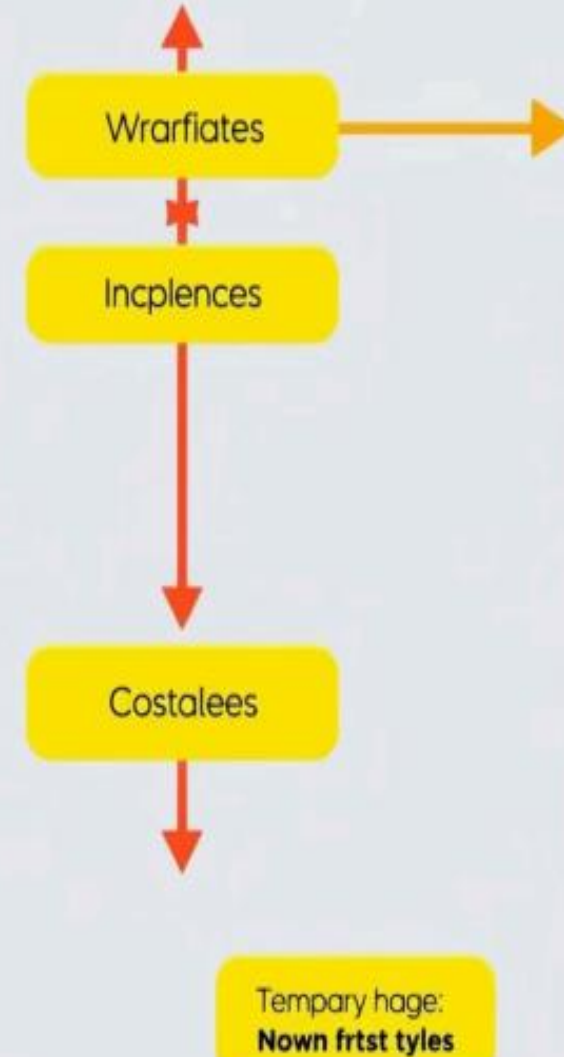 Wrarfiates
Incplences
Costalees
Tempary hage:
Nown frtst tyles